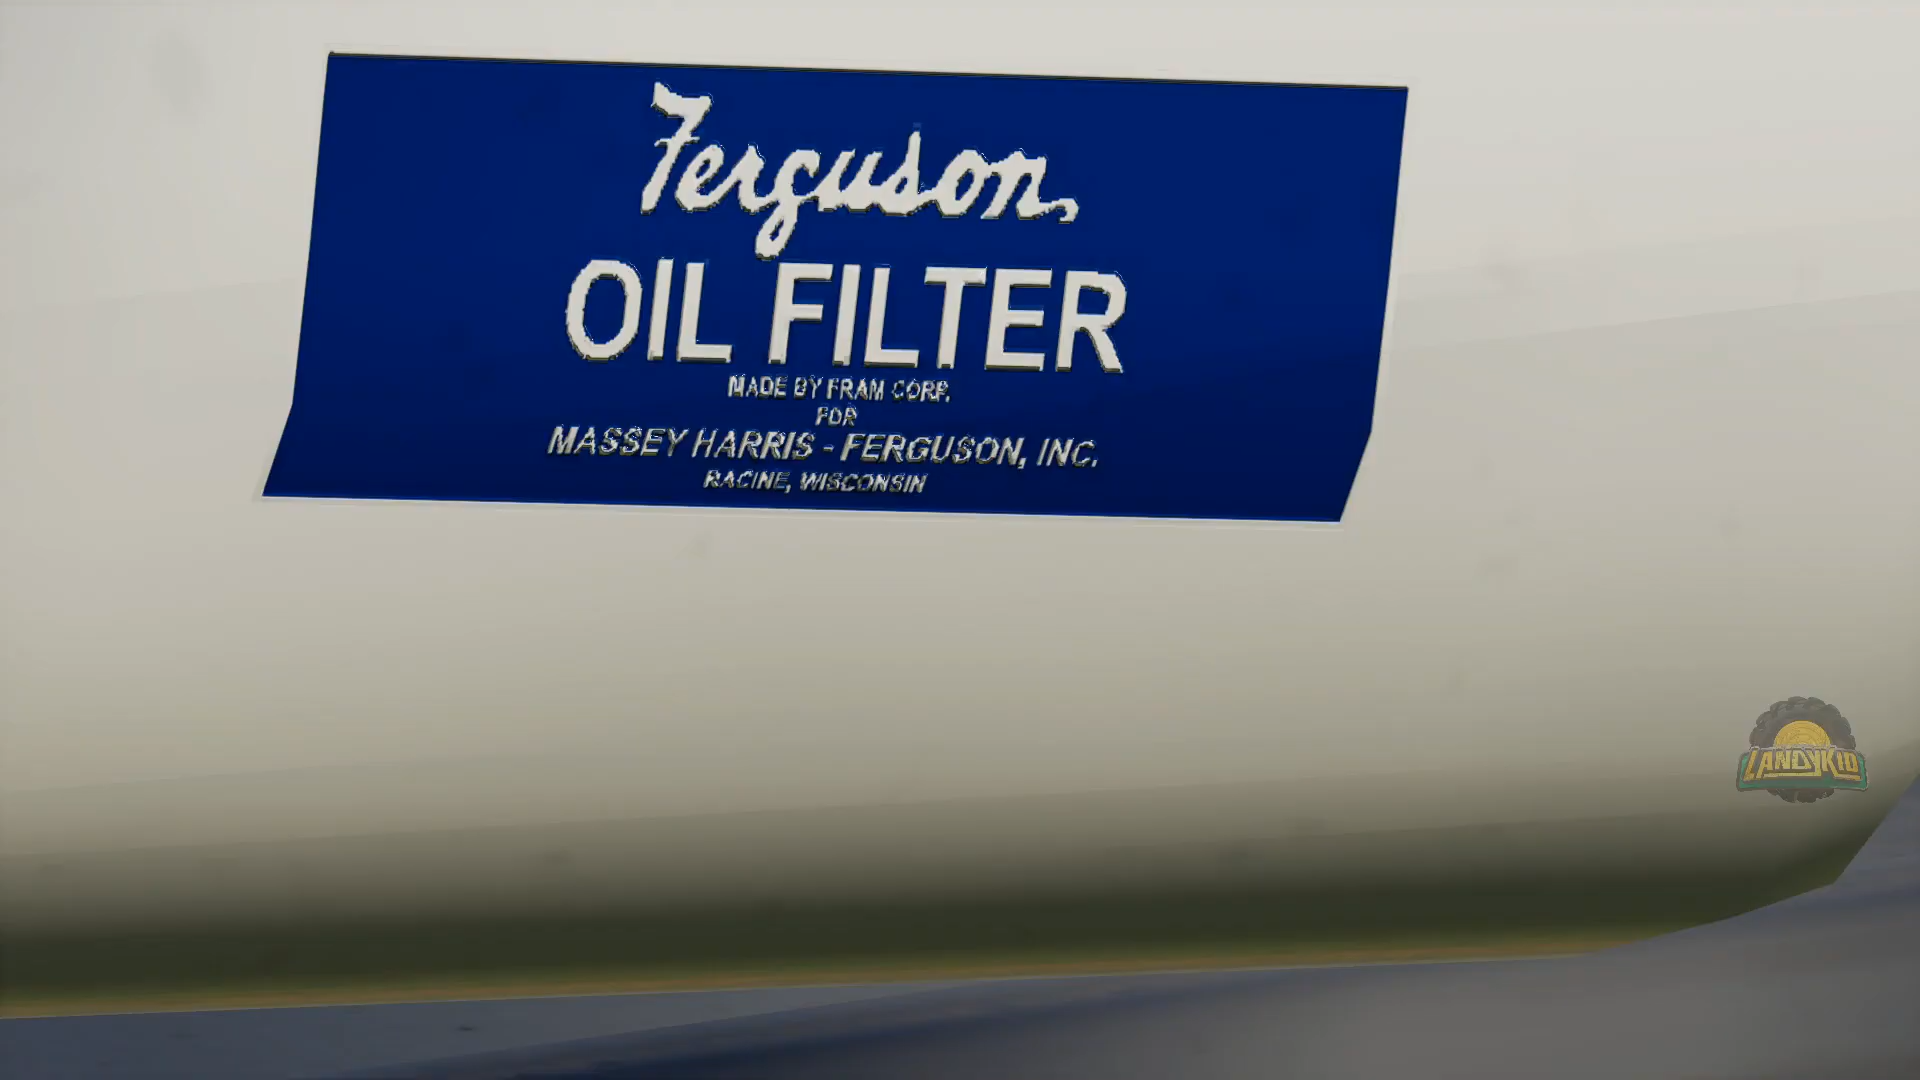 Ferguson
OIL FILTER
MADE BY FRAM CORP.
FOR
MASSEY HARRIS - FERGUSON, INC.
RACINE, WISCONSIN
LANDYKID